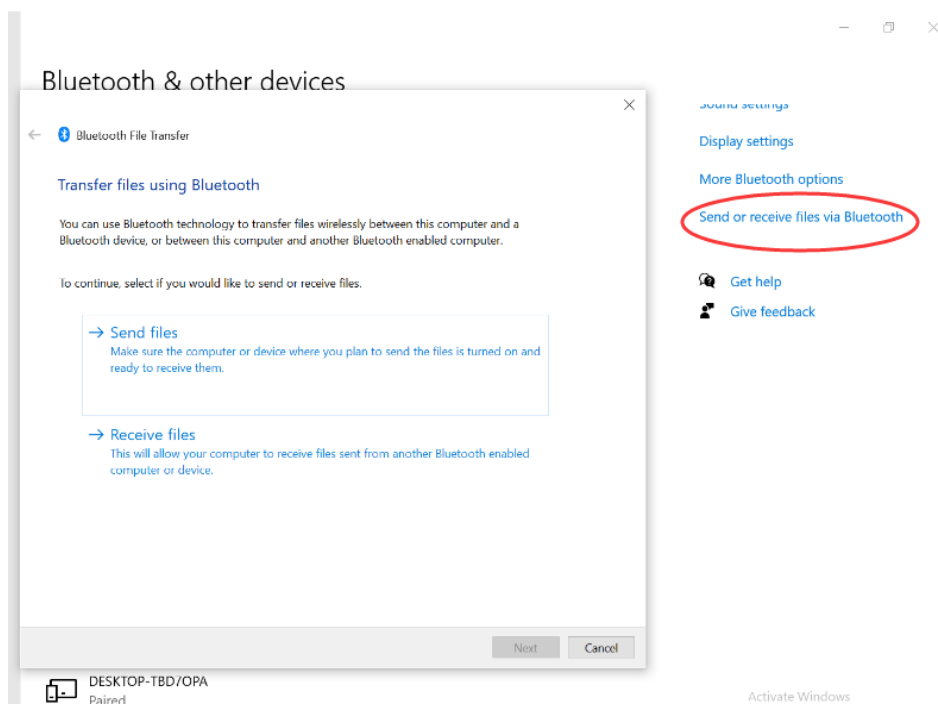 Bluetooth & other devices
Bluetooth File Transfer
Transfer files using Bluetooth
You can use Bluetooth technology to transfer files wirelessly between this computer and a
Bluetooth device, or between this computer and another Bluetooth enabled computer.
To continue, select if you would like to send or receive files.
Send files
Make sure the computer or device where you plan to send the files is turned on and
ready to receive them.
Receive files
This will allow your computer to receive files sent from another Bluetooth enabled
computer or device.
Next
Cancel
DESKTOP-TBD7OPA
Paired
Sound settings
Display settings
More Bluetooth options
Send or receive files via Bluetooth
Get help
Give feedback
Activate Windows